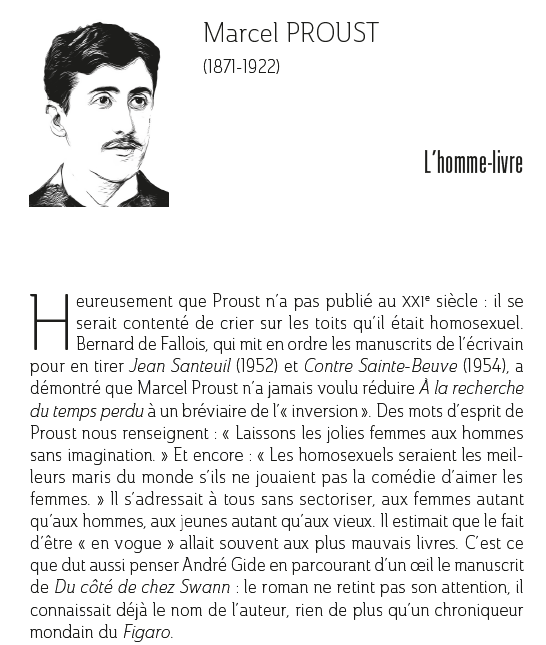 Marcel PROUST
(1871-1922)
L'homme-livre
Heureusement que Proust n'a pas publié au XXIe siècle : il se
serait contenté de crier sur les toits qu'il était homosexuel.
Bernard de Fallois, qui mit en ordre les manuscrits de l'écrivain
pour en tirer Jean Santeuil (1952) et Contre Sainte-Beuve (1954), a
démontré que Marcel Proust n'a jamais voulu réduire À la recherche
du temps perdu à un bréviaire de l'« inversion ». Des mots d'esprit de
Proust nous renseignent : « Laissons les jolies femmes aux hommes
sans imagination. » Et encore : « Les homosexuels seraient les meil-
leurs maris du monde s'ils ne jouaient pas la comédie d'aimer les
femmes. » Il s'adressait à tous sans sectoriser, aux femmes autant
qu'aux hommes, aux jeunes autant qu'aux vieux. Il estimait que le fait
d'être « en vogue » allait souvent aux plus mauvais livres. C'est ce
que dut aussi penser André Gide en parcourant d'un œil le manuscrit
de Du côté de chez Swann : le roman ne retint pas son attention, il
connaissait déjà le nom de l'auteur, rien de plus qu'un chroniqueur
mondain du Figaro.